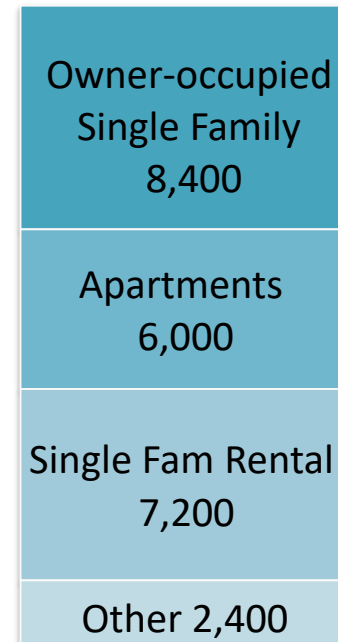 Owner-occupied
Single Family
8,400
Apartments
6,000
Single Fam Rental
7,200
Other 2,400